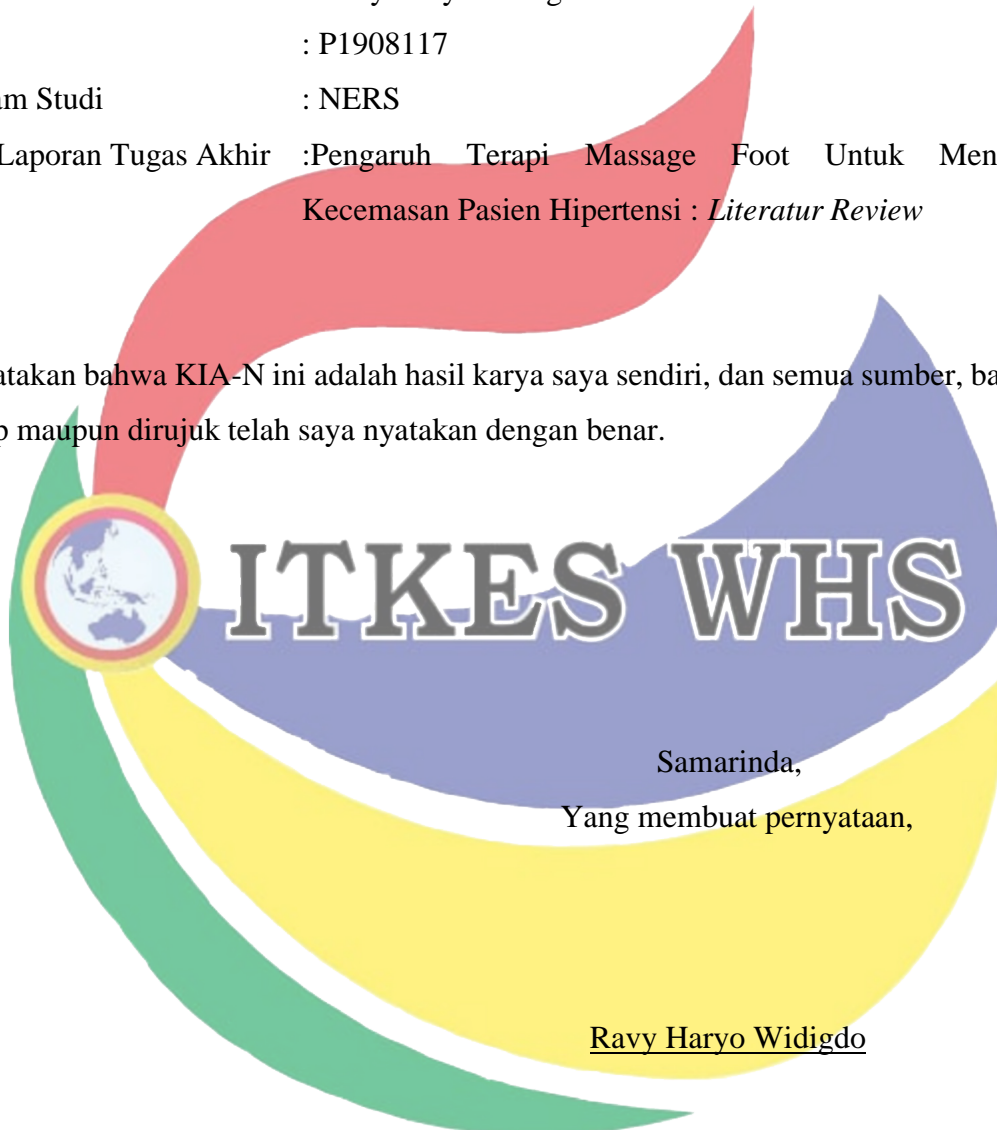 : P1908117
am Studi : NERS
Laporan Tugas Akhir :Pengaruh Terapi Massage Foot Untuk Men
Kecemasan Pasien Hipertensi : Literatur Review
atakan bahwa KIA-N ini adalah hasil karya saya sendiri, dan semua sumber, ba
p maupun dirujuk telah saya nyatakan dengan benar.
ITKES WHS
Samarinda,
Yang membuat pernyataan,
Ravy Haryo Widigdo